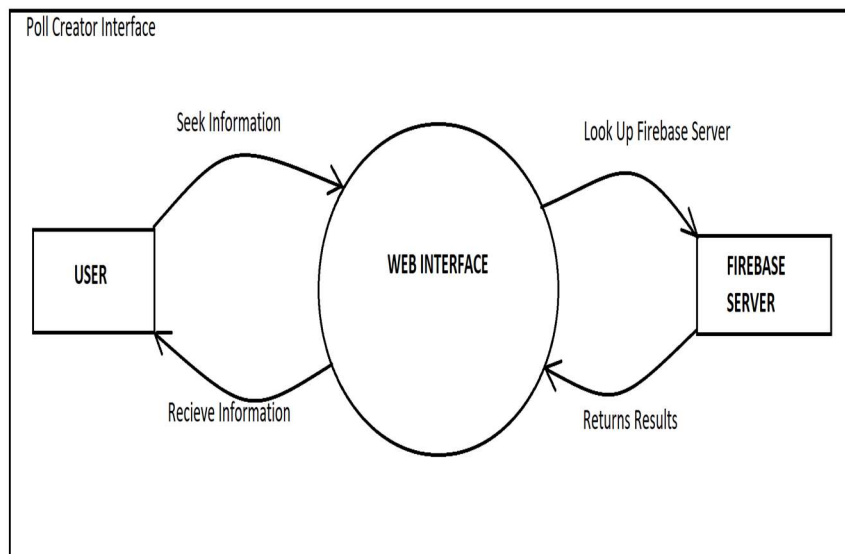 Poll Creator Interface
Seek Information
Look Up Firebase Server
USER
WEB INTERFACE
FIREBASE
SERVER
Recieve Information
Returns Results